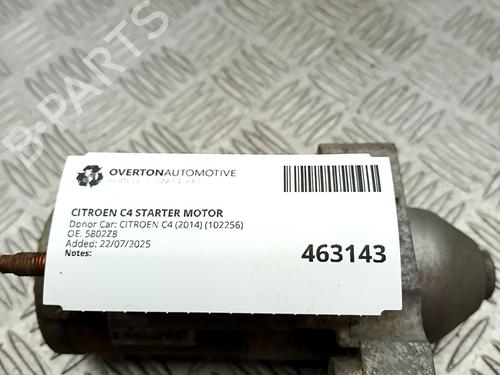 OVERTONAUTOMOTIVE
CITROEN C4 STARTER MOTOR
Donor Car: CITROEN C4 (2014) (102256)
OE: 5802Z8
Added: 22/07/2025
Notes:
463143